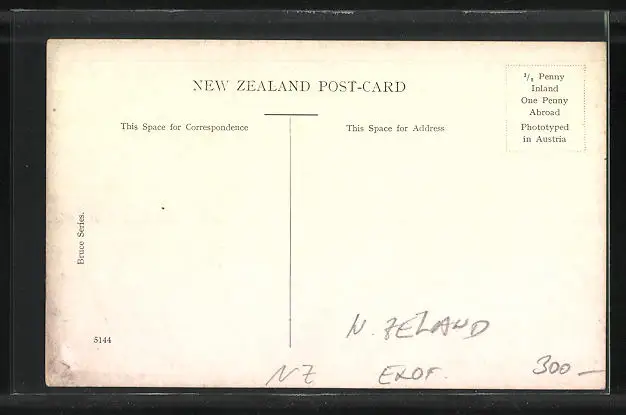 NEW ZEALAND POST-CARD
This Space for Correspondence
This Space for Address
1/2 Penny
Inland
One Penny
Abroad
Phototyped
in Austria
Bruce Series.
5144
N. ZELAND
NZ
EXOF.
300—